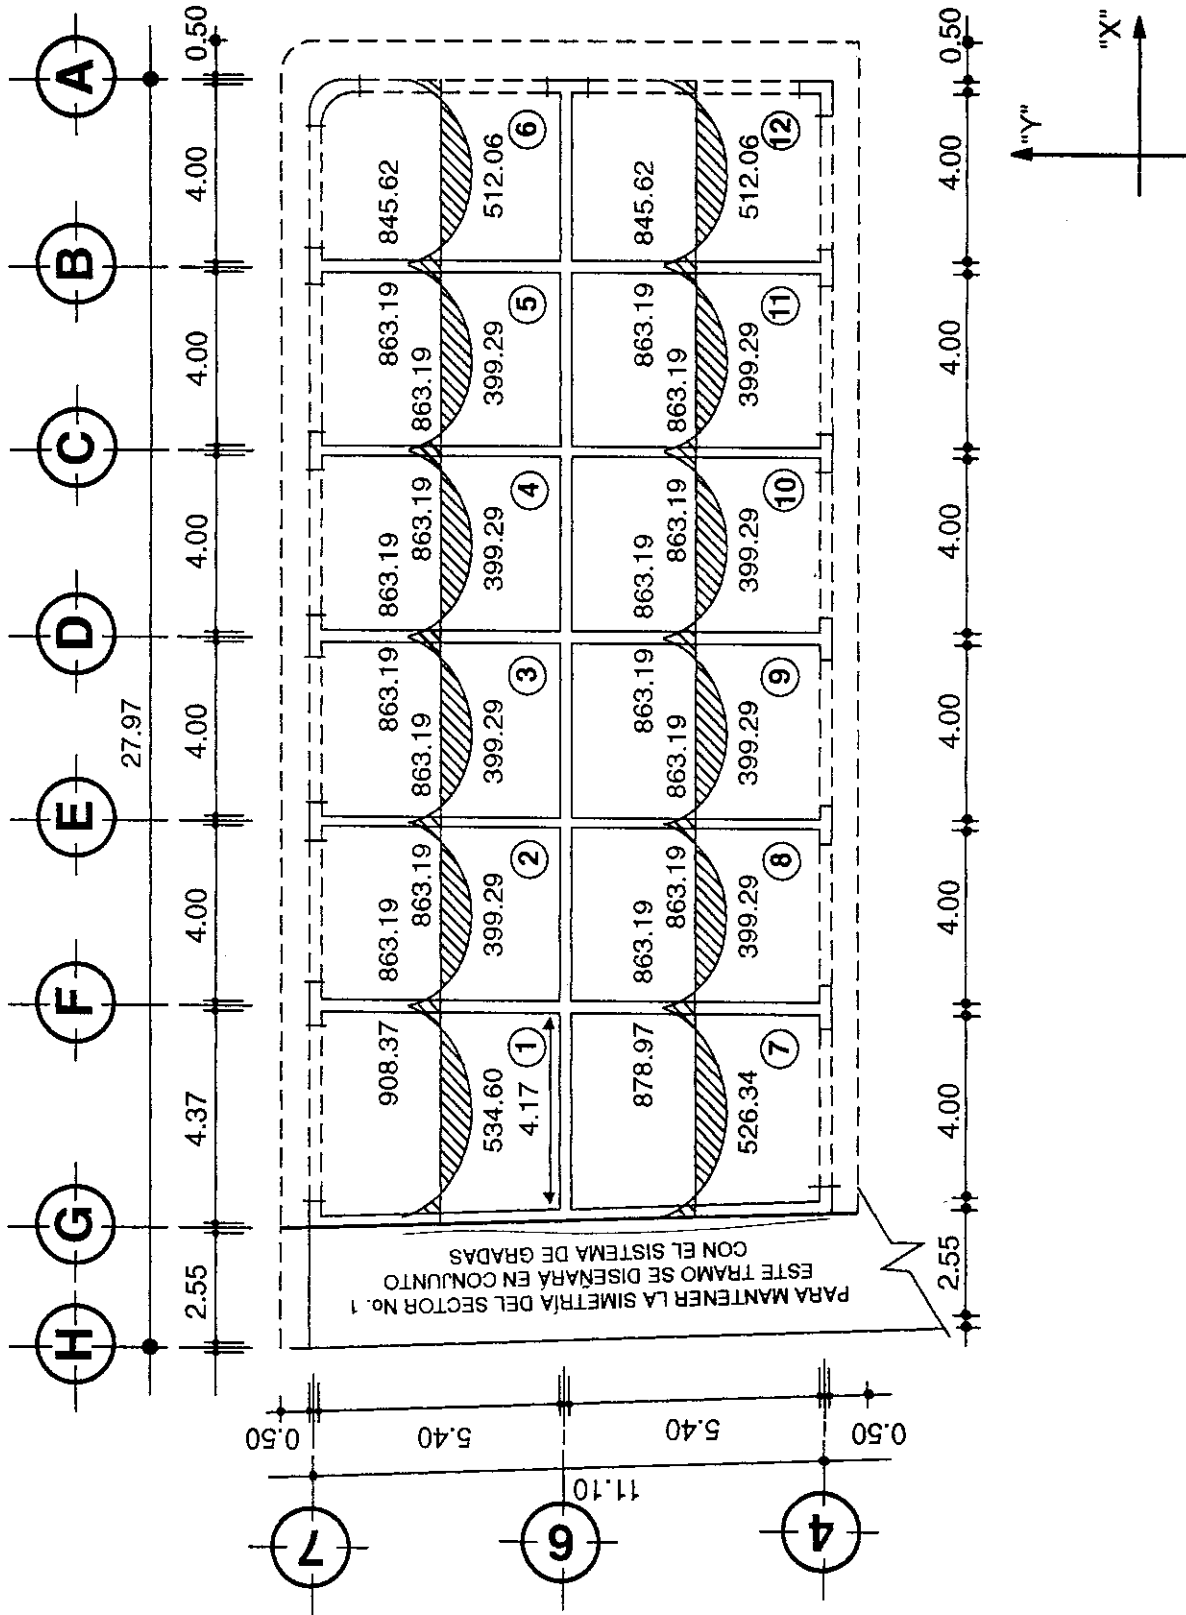 H G F E D C B A
27.97
2.55 4.37 4.00 4.00 4.00 4.00 4.00 0.50
7
6
4
0.50
5.40
5.40
0.50
11.10
PARA MANTENER LA SIMETRÍA DEL SECTOR No. 1
ESTE TRAMO SE DISEÑARÁ EN CONJUNTO
CON EL SISTEMA DE GRADAS
908.37 863.19 863.19 863.19 863.19 845.62
863.19 863.19 863.19 863.19
534.60 399.29 399.29 399.29 399.29 512.06
4.17
1 2 3 4 5 6
878.97 863.19 863.19 863.19 863.19 845.62
863.19 863.19 863.19 863.19
526.34 399.29 399.29 399.29 399.29 512.06
7 8 9 10 11 12
2.55 4.00 4.00 4.00 4.00 4.00 4.00 0.50
"Y"
"X"